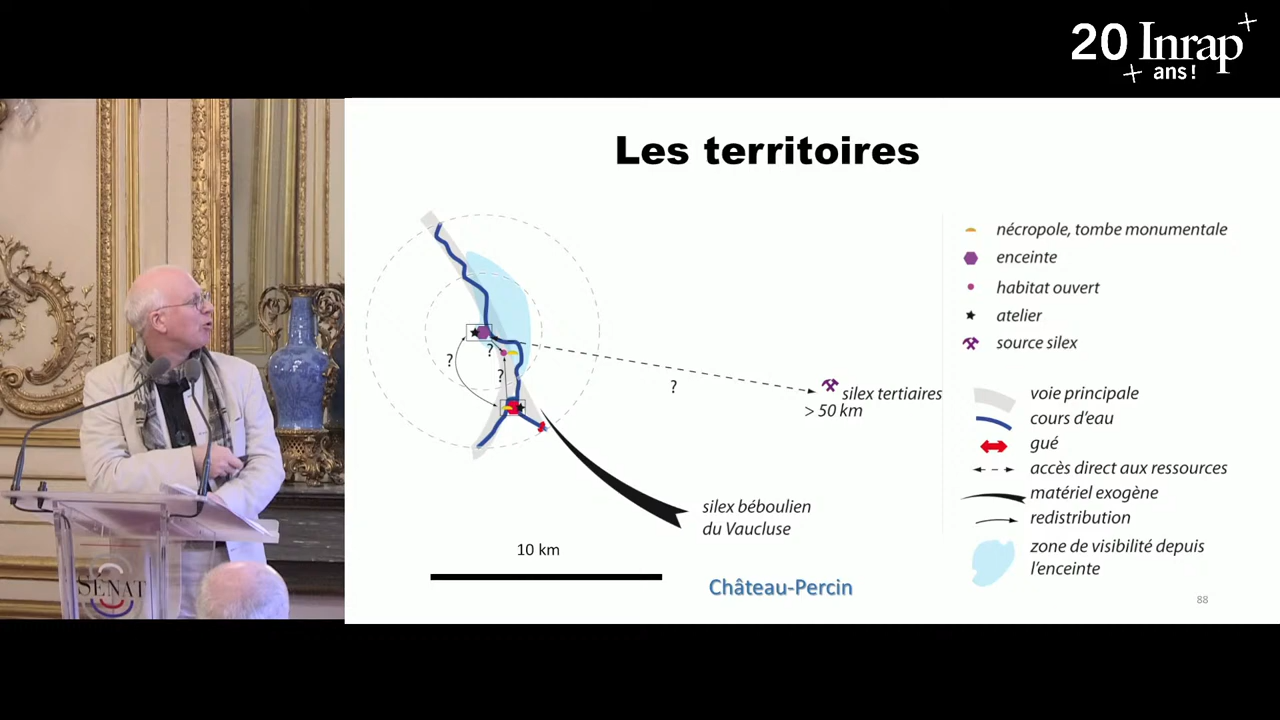 20 Inrap
ans !
Les territoires
nécropole, tombe monumentale
enceinte
habitat ouvert
atelier
source silex
?
?
?
?
silex tertiaires
> 50 km
voie principale
cours d'eau
gué
accès direct aux ressources
matériel exogène
redistribution
zone de visibilité depuis
l'enceinte
silex béboulien
du Vaucluse
10 km
Château-Percin
88
SÉNAT